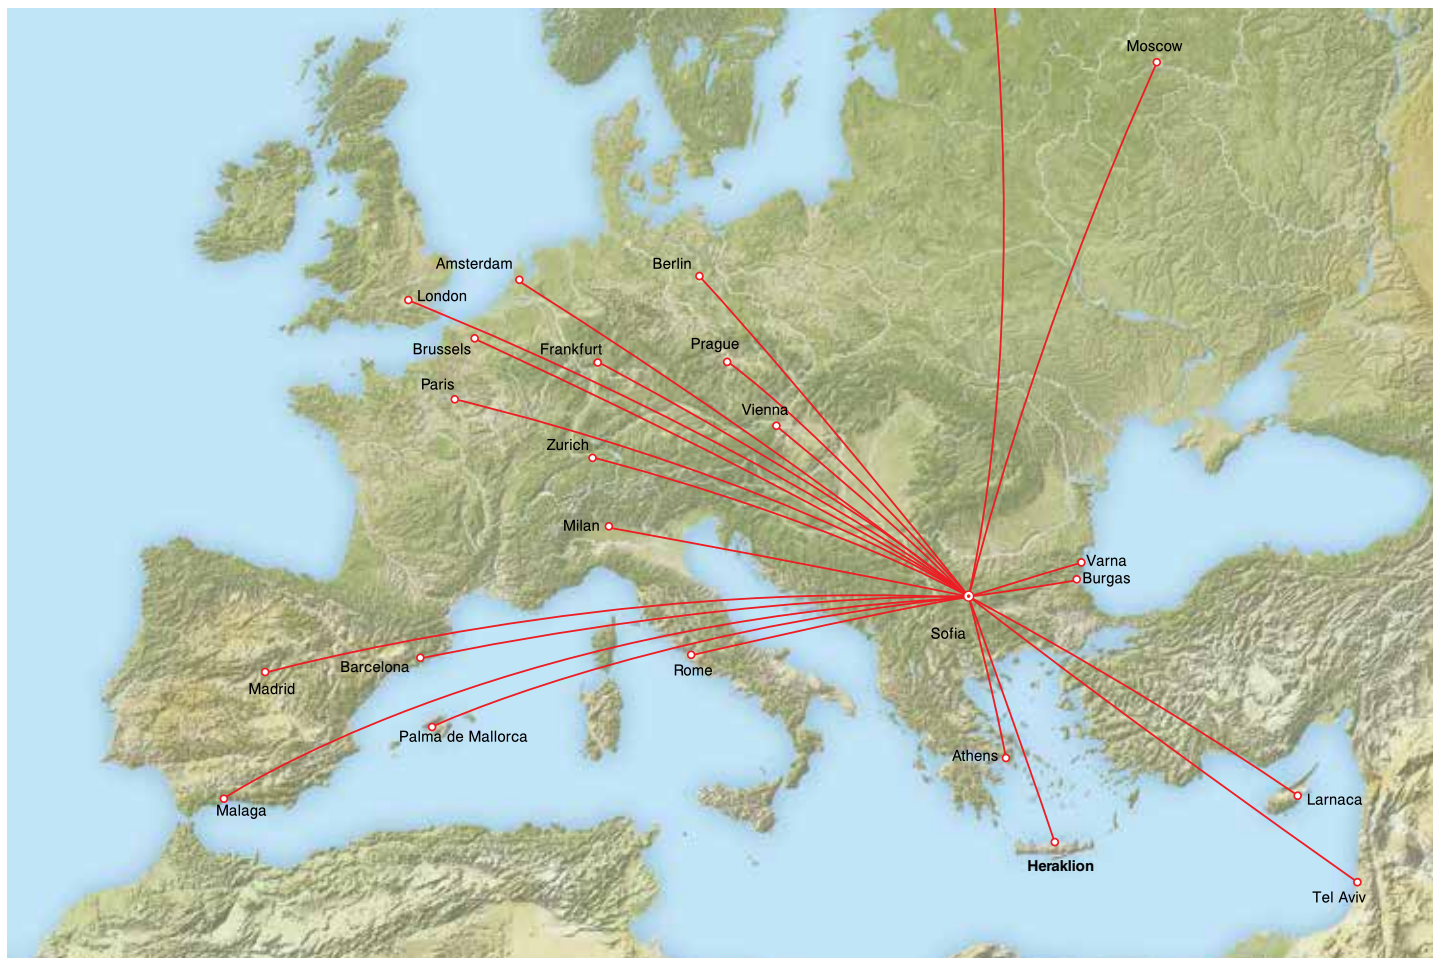 Moscow
Amsterdam
Berlin
London
Brussels
Frankfurt
Prague
Paris
Vienna
Zurich
Milan
Varna
Burgas
Sofia
Barcelona
Rome
Madrid
Palma de Mallorca
Athens
Larnaca
Malaga
Heraklion
Tel Aviv